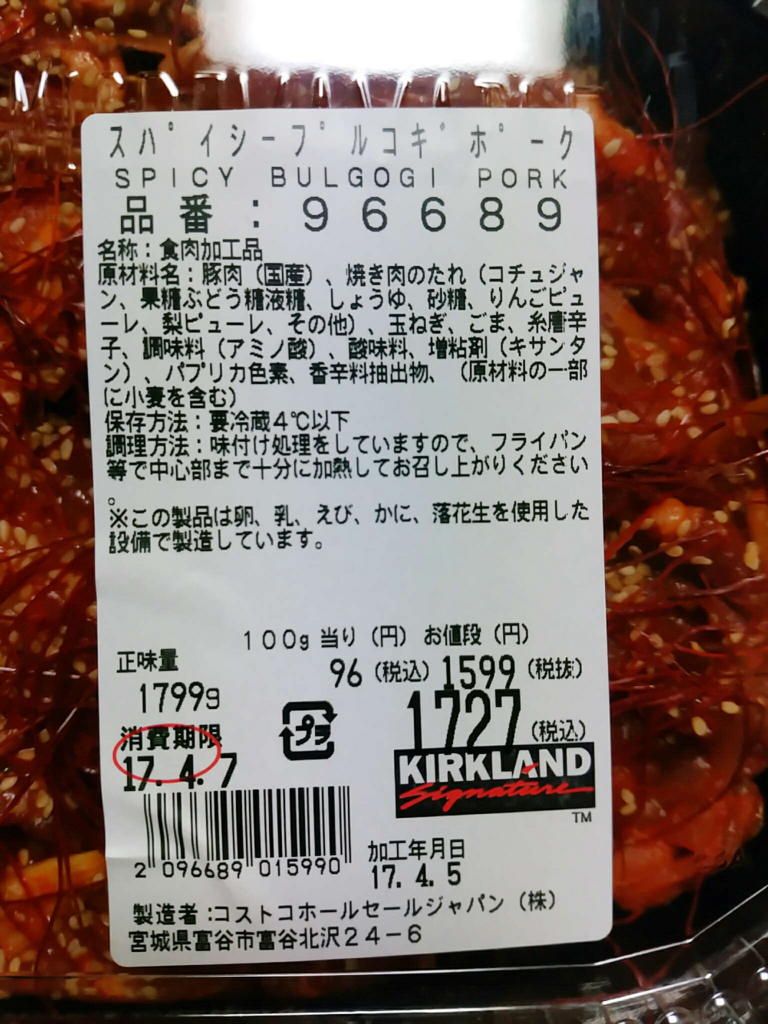 スパイシープルコギポーク
SPICY BULGOGI PORK
品番:96689
名称：食肉加工品
原材料名：豚肉（国産）、焼き肉のたれ（コチュジャ
ン、果糖ぶどう糖液糖、しょうゆ、砂糖、りんごピュ
ーレ、梨ピューレ、その他）、玉ねぎ、ごま、糸唐辛
子、調味料（アミノ酸）、酸味料、増粘剤（キサンタ
ン）、パプリカ色素、香辛料抽出物、（原材料の一部
に小麦を含む）
保存方法：要冷蔵4℃以下
調理方法：味付け処理をしていますので、フライパン
等で中心部まで十分に加熱してお召し上がりください
。
※この製品は卵、乳、えび、かに、落花生を使用した
設備で製造しています。
100g 当り（円） お値段（円）
正味量 96（税込）1599（税抜）
1799g 1727（税込）
消費期限 プラ
17.4.7 KIRKLAND
Signature TM
2 096689 015990 加工年月日
17.4.5
製造者：コストコホールセールジャパン（株）
宮城県富谷市富谷北沢24-6